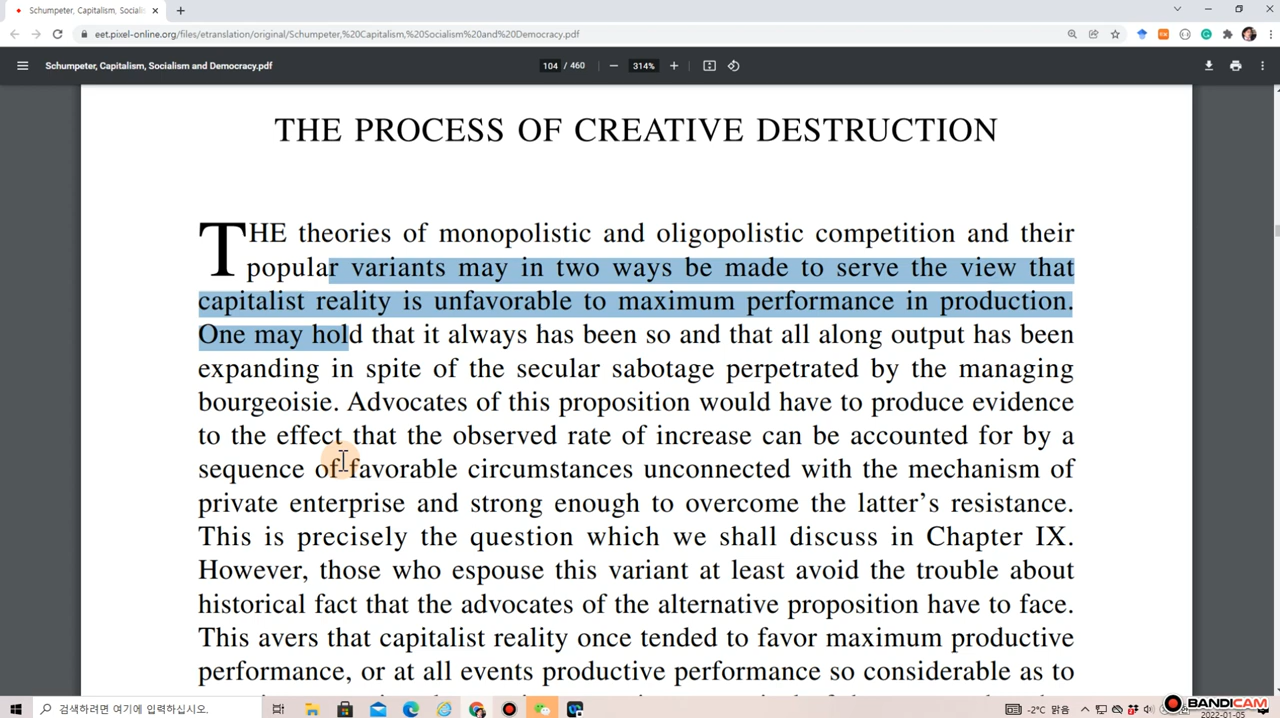 Schumpeter, Capitalism, Sociali
eet.pixel-online.org/files/etranslation/original/Schumpeter,%20Capitalism,%20Socialism%20and%20Democracy.pdf
Schumpeter, Capitalism, Socialism and Democracy.pdf
104 / 460
314%
THE PROCESS OF CREATIVE DESTRUCTION
THE theories of monopolistic and oligopolistic competition and their
popular variants may in two ways be made to serve the view that
capitalist reality is unfavorable to maximum performance in production.
One may hold that it always has been so and that all along output has been
expanding in spite of the secular sabotage perpetrated by the managing
bourgeoisie. Advocates of this proposition would have to produce evidence
to the effect that the observed rate of increase can be accounted for by a
sequence of favorable circumstances unconnected with the mechanism of
private enterprise and strong enough to overcome the latter’s resistance.
This is precisely the question which we shall discuss in Chapter IX.
However, those who espouse this variant at least avoid the trouble about
historical fact that the advocates of the alternative proposition have to face.
This avers that capitalist reality once tended to favor maximum productive
performance, or at all events productive performance so considerable as to
검색하려면 여기에 입력하십시오.
-2°C 맑음
2022-01-05
BANDICAM